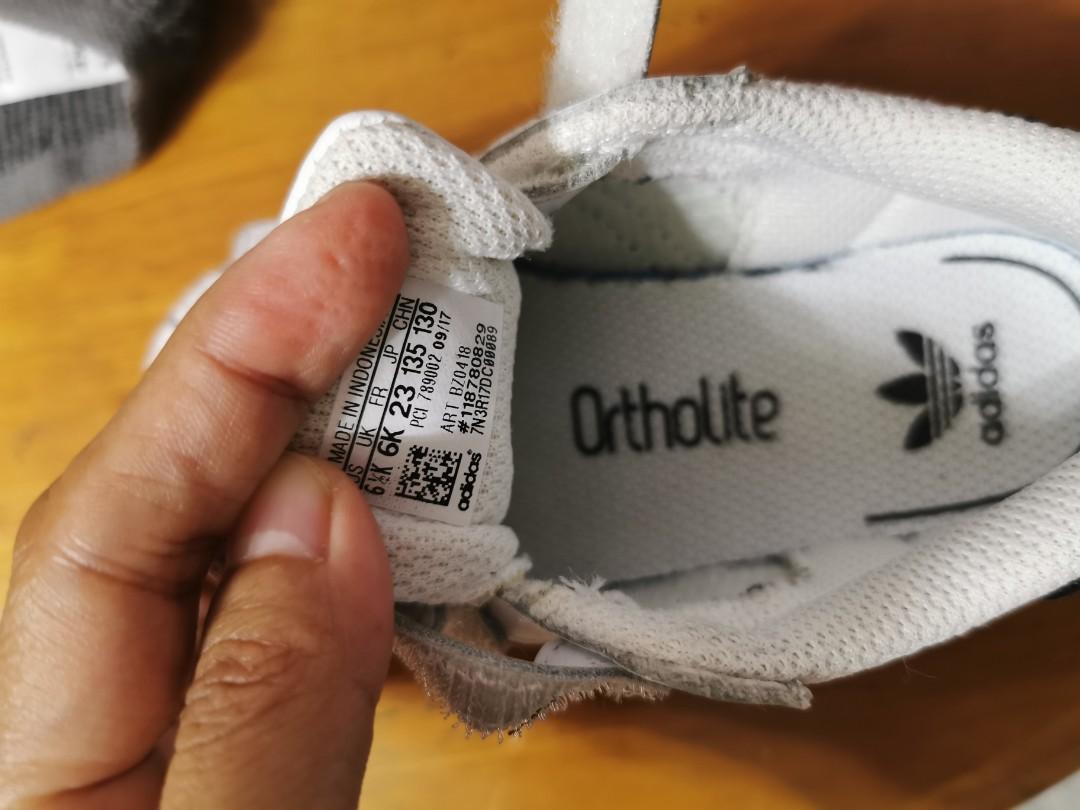 MADE IN INDONESIA
US UK FR JP CHN
6½K 6K 23 135 130
PCI 789002 09/17
ART BZ0418
#118780829
7N3R17DC00089
adidas
OrthoLite
adidas